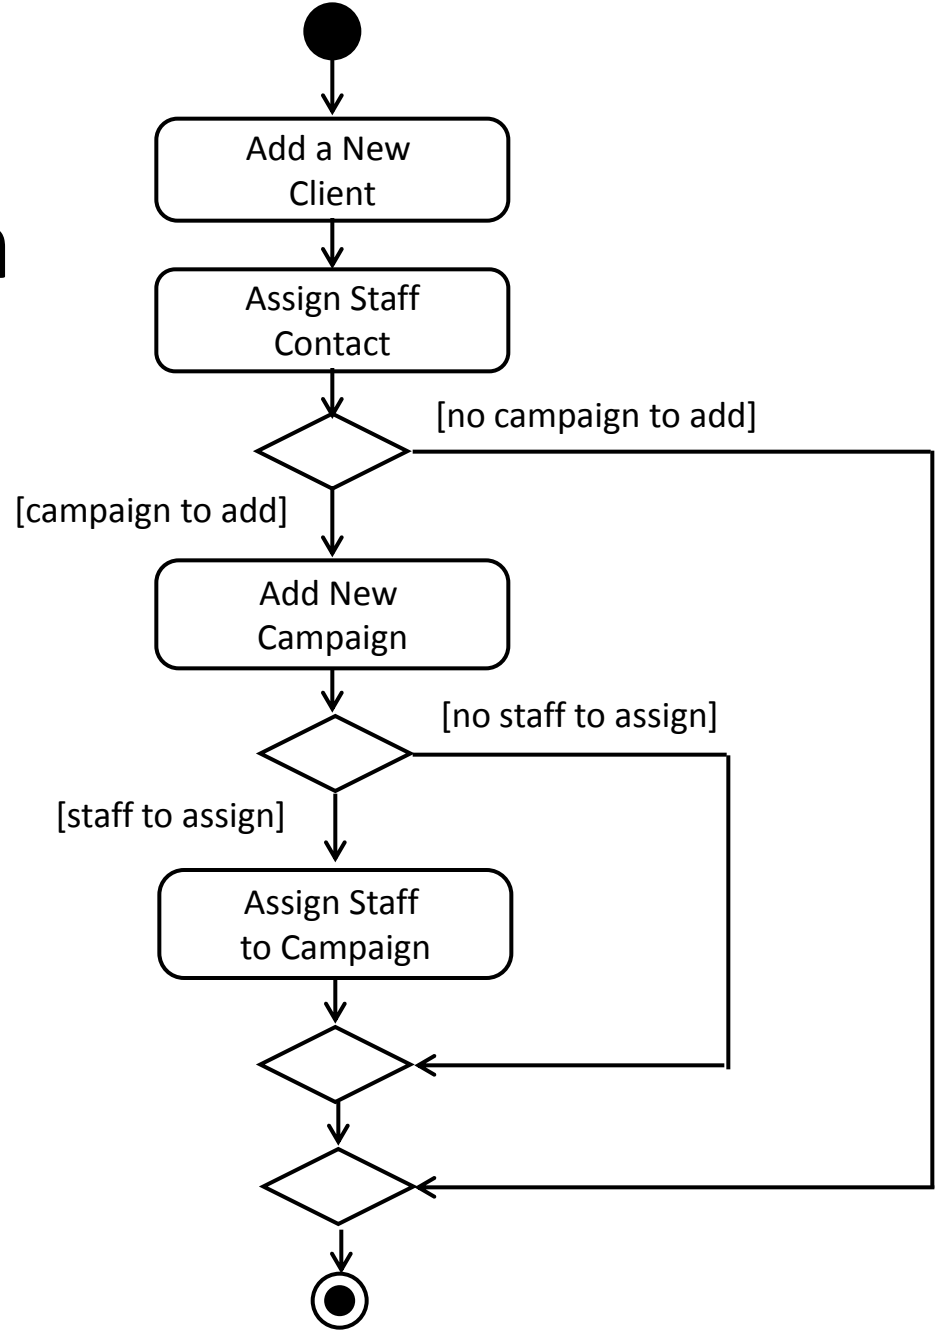 Add a New
Client
Assign Staff
Contact
[no campaign to add]
[campaign to add]
Add New
Campaign
[no staff to assign]
[staff to assign]
Assign Staff
to Campaign